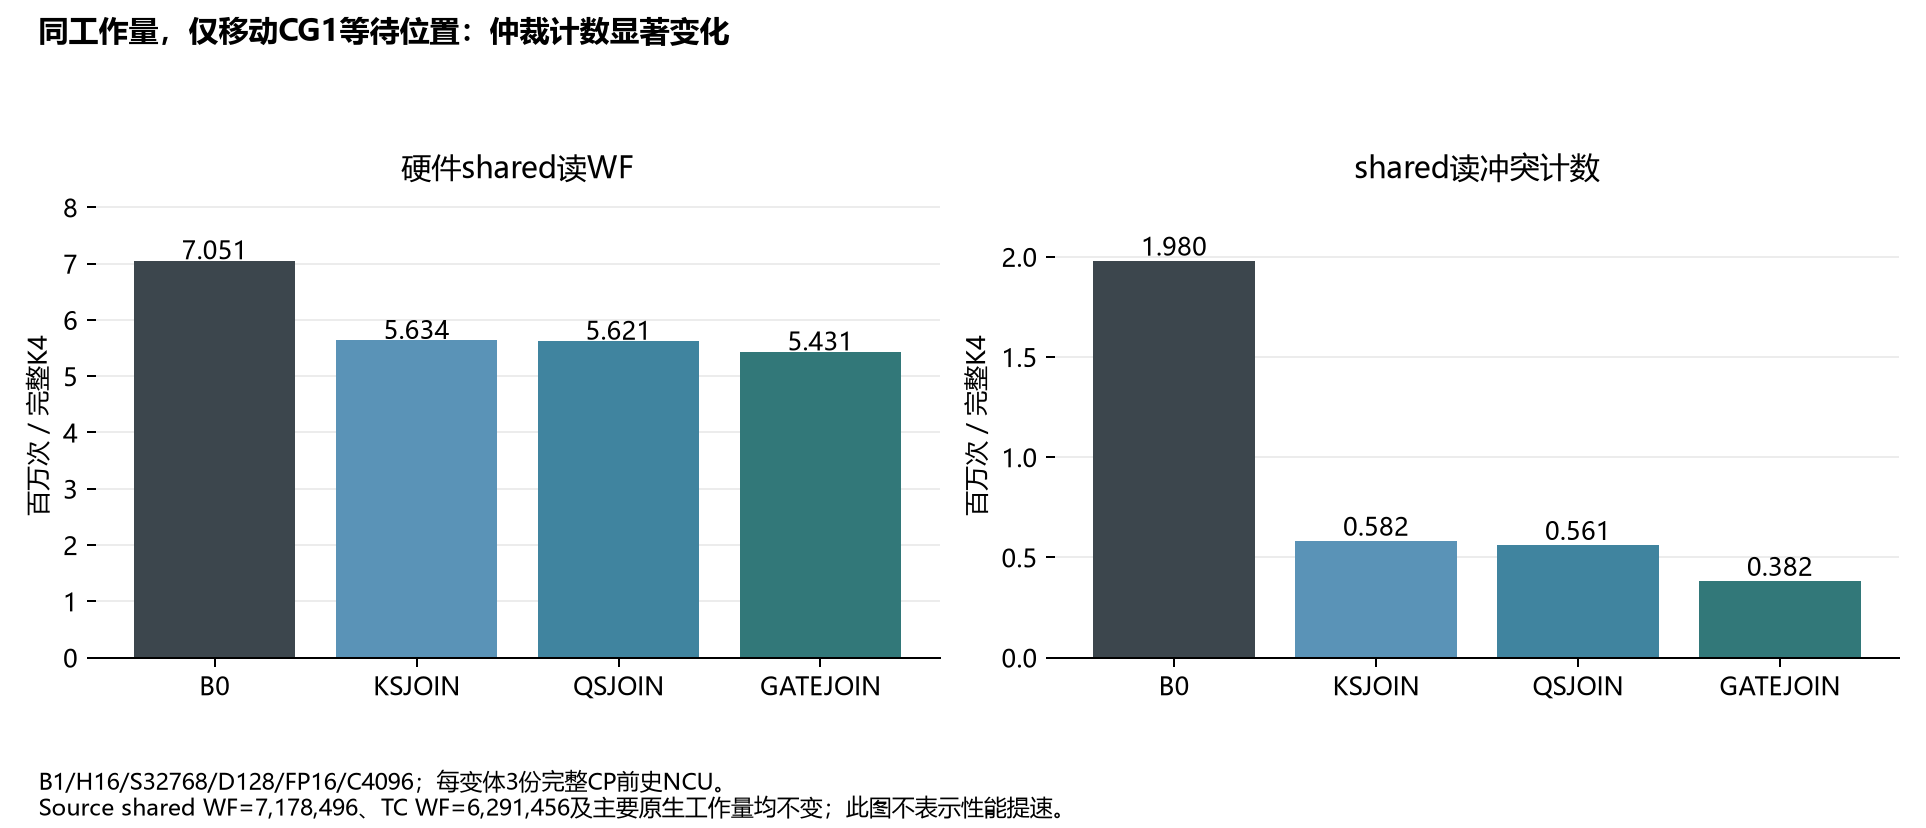 同工作量，仅移动CG1等待位置：仲裁计数显著变化
硬件shared读WF
百万次 / 完整K4
8
7
6
5
4
3
2
1
0
7.051
5.634
5.621
5.431
B0
KSJOIN
QSJOIN
GATEJOIN
shared读冲突计数
百万次 / 完整K4
2.0
1.5
1.0
0.5
0.0
1.980
0.582
0.561
0.382
B0
KSJOIN
QSJOIN
GATEJOIN
B1/H16/S32768/D128/FP16/C4096；每变体3份完整CP前史NCU。
Source shared WF=7,178,496、TC WF=6,291,456及主要原生工作量均不变；此图不表示性能提速。